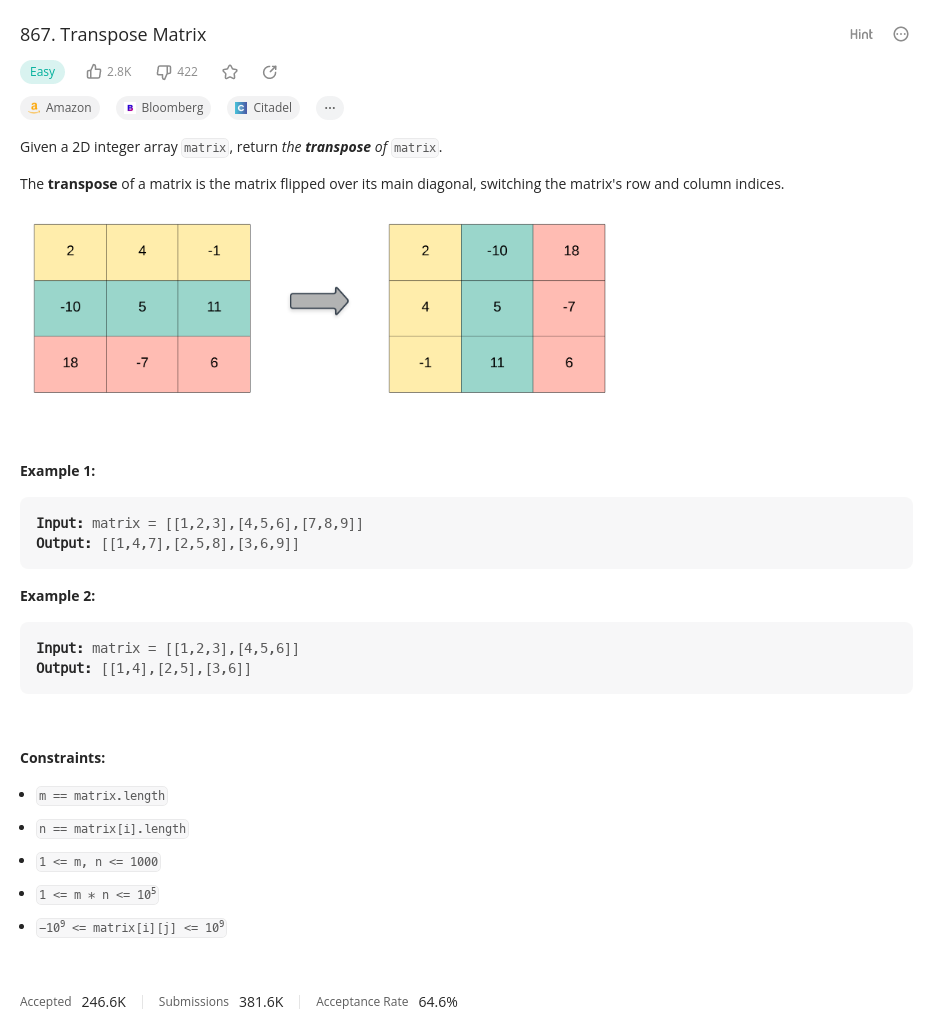 867. Transpose Matrix
Hint
Easy 2.8K 422
a Amazon B Bloomberg C Citadel ...
Given a 2D integer array matrix, return the transpose of matrix.
The transpose of a matrix is the matrix flipped over its main diagonal, switching the matrix's row and column indices.
2 4 -1 2 -10 18
-10 5 11 4 5 -7
18 -7 6 -1 11 6
Example 1:
Input: matrix = [[1,2,3],[4,5,6],[7,8,9]]
Output: [[1,4,7],[2,5,8],[3,6,9]]
Example 2:
Input: matrix = [[1,2,3],[4,5,6]]
Output: [[1,4],[2,5],[3,6]]
Constraints:
• m == matrix.length
• n == matrix[i].length
• 1 <= m, n <= 1000
• 1 <= m * n <= 10⁵
• −10⁹ <= matrix[i][j] <= 10⁹
Accepted 246.6K Submissions 381.6K Acceptance Rate 64.6%